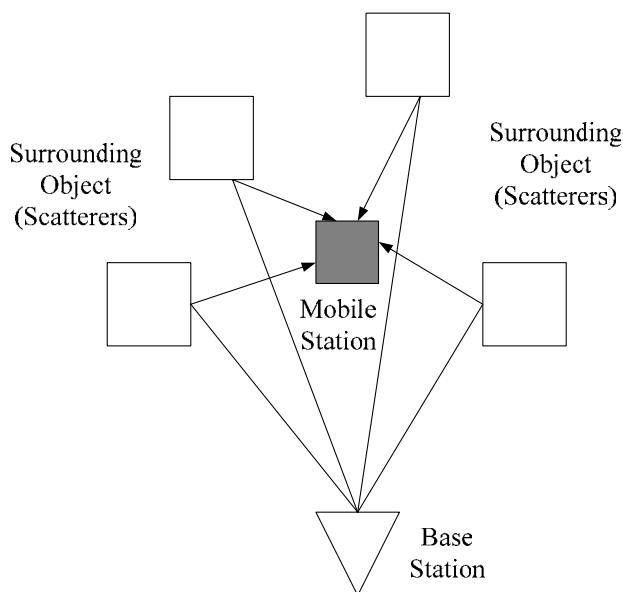 Surrounding
Object
(Scatterers)
Surrounding
Object
(Scatterers)
Mobile
Station
Base
Station